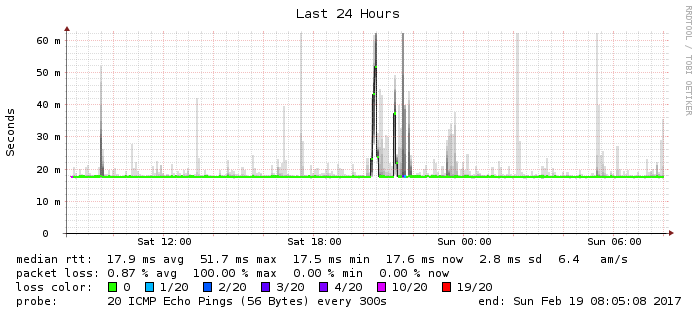 Last 24 Hours
RRDTOOL / TOBI OETIKER
Seconds
60 m
50 m
40 m
30 m
20 m
10 m
0
Sat 12:00 Sat 18:00 Sun 00:00 Sun 06:00
median rtt: 17.9 ms avg 51.7 ms max 17.5 ms min 17.6 ms now 2.8 ms sd 6.4 am/s
packet loss: 0.87 % avg 100.00 % max 0.00 % min 0.00 % now
loss color: 0 1/20 2/20 3/20 4/20 10/20 19/20
probe: 20 ICMP Echo Pings (56 Bytes) every 300s end: Sun Feb 19 08:05:08 2017